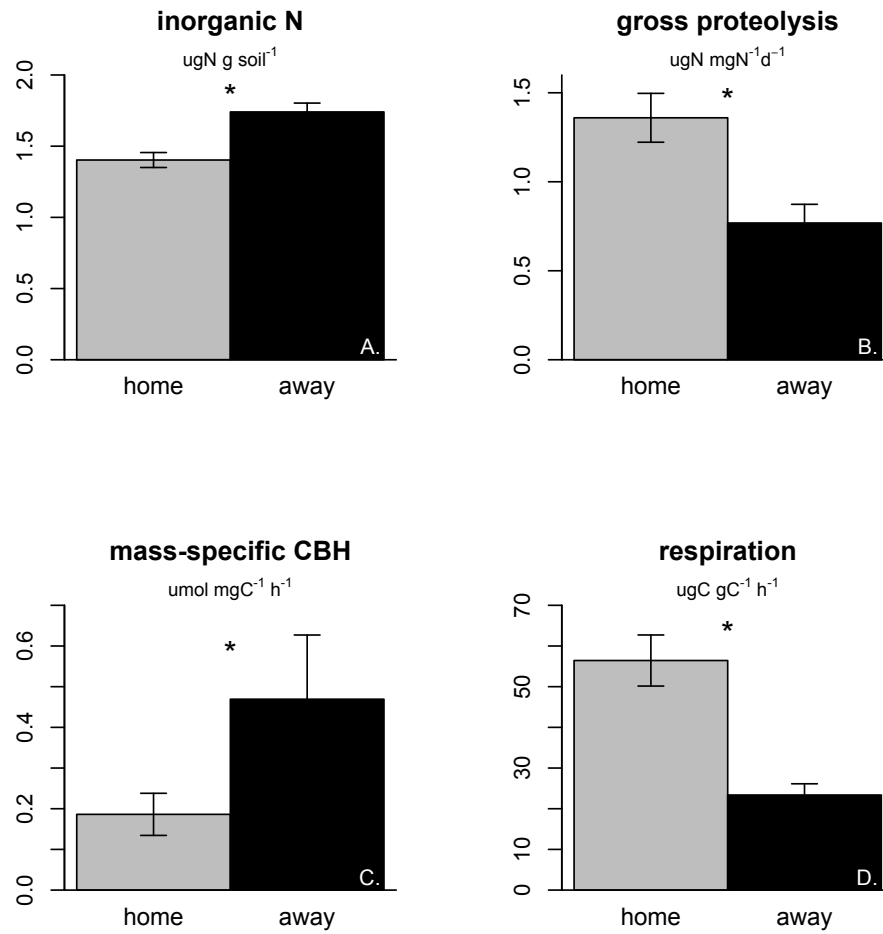 inorganic N
ugN g soil⁻¹
2.0
*
1.5
1.0
0.5
0.0
A.
home away
gross proteolysis
ugN mgN⁻¹d⁻¹
1.5
*
1.0
0.5
0.0
B.
home away
mass-specific CBH
umol mgC⁻¹ h⁻¹
0.6
*
0.4
0.2
0.0
C.
home away
respiration
ugC gC⁻¹ h⁻¹
70
*
50
30
10
0
D.
home away